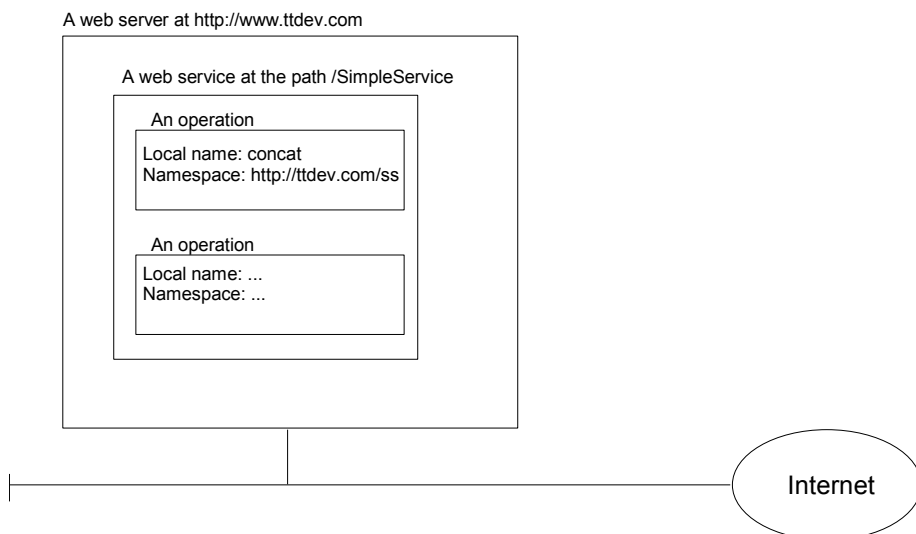 A web server at http://www.ttdev.com
A web service at the path /SimpleService
An operation
Local name: concat
Namespace: http://ttdev.com/ss
An operation
Local name: ...
Namespace: ...
Internet